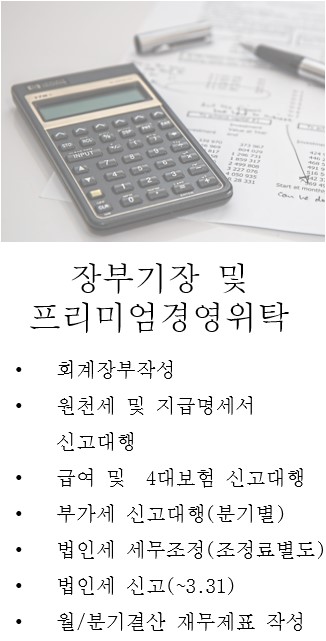 INPUT
Start of month
장부기장 및
프리미엄경영위탁
• 회계장부작성
• 원천세 및 지급명세서
신고대행
• 급여 및 4대보험 신고대행
• 부가세 신고대행(분기별)
• 법인세 세무조정(조정료별도)
• 법인세 신고(~3.31)
• 월/분기결산 재무제표 작성